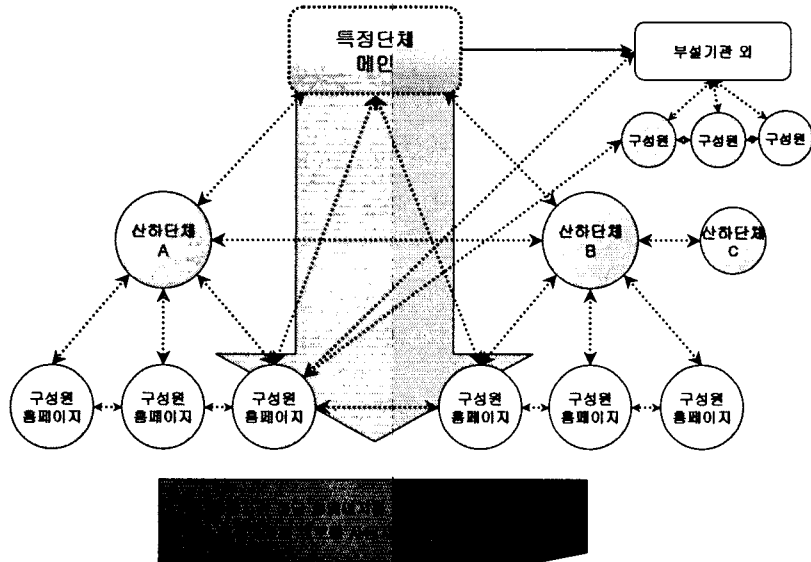 특정단체
메인
부설기관 외
구성원
구성원
구성원
산하단체
A
산하단체
B
산하단체
C
구성원
홈페이지
구성원
홈페이지
구성원
홈페이지
구성원
홈페이지
구성원
홈페이지
구성원
홈페이지